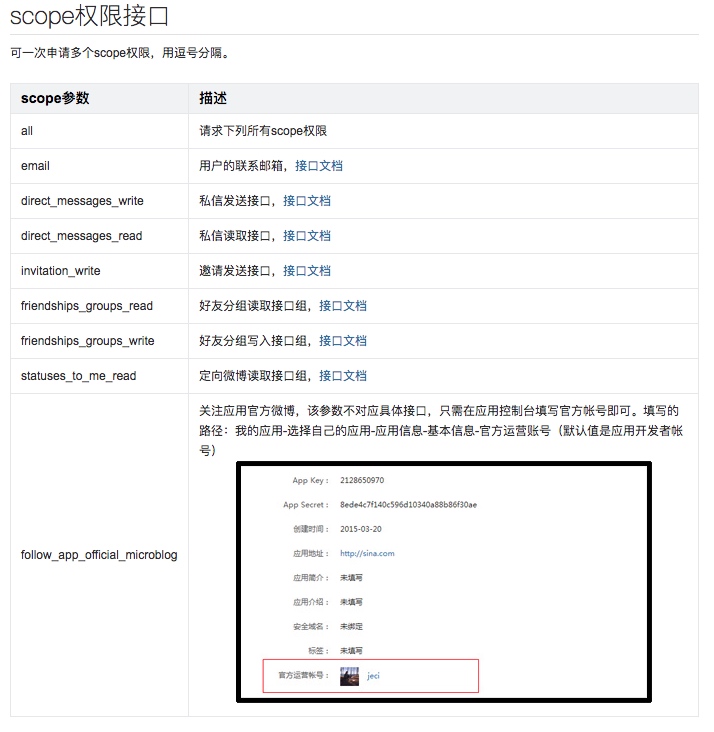 scope权限接口
可一次申请多个scope权限，用逗号分隔。
scope参数 描述
all 请求下列所有scope权限
email 用户的联系邮箱，接口文档
direct_messages_write 私信发送接口，接口文档
direct_messages_read 私信读取接口，接口文档
invitation_write 邀请发送接口，接口文档
friendships_groups_read 好友分组读取接口组，接口文档
friendships_groups_write 好友分组写入接口组，接口文档
statuses_to_me_read 定向微博读取接口组，接口文档
follow_app_official_microblog
关注应用官方微博，该参数不对应具体接口，只需在应用控制台填写官方帐号即可。填写的
路径：我的应用-选择自己的应用-应用信息-基本信息-官方运营账号（默认值是应用开发者帐
号）
App Key： 2128650970
App Secret： 8ede4c7f140c596d10340a88b86f30ae
创建时间： 2015-03-20
应用地址： http://sina.com
应用简介： 未填写
应用介绍： 未填写
安全域名： 未绑定
标签： 未填写
官方运营帐号： jeci